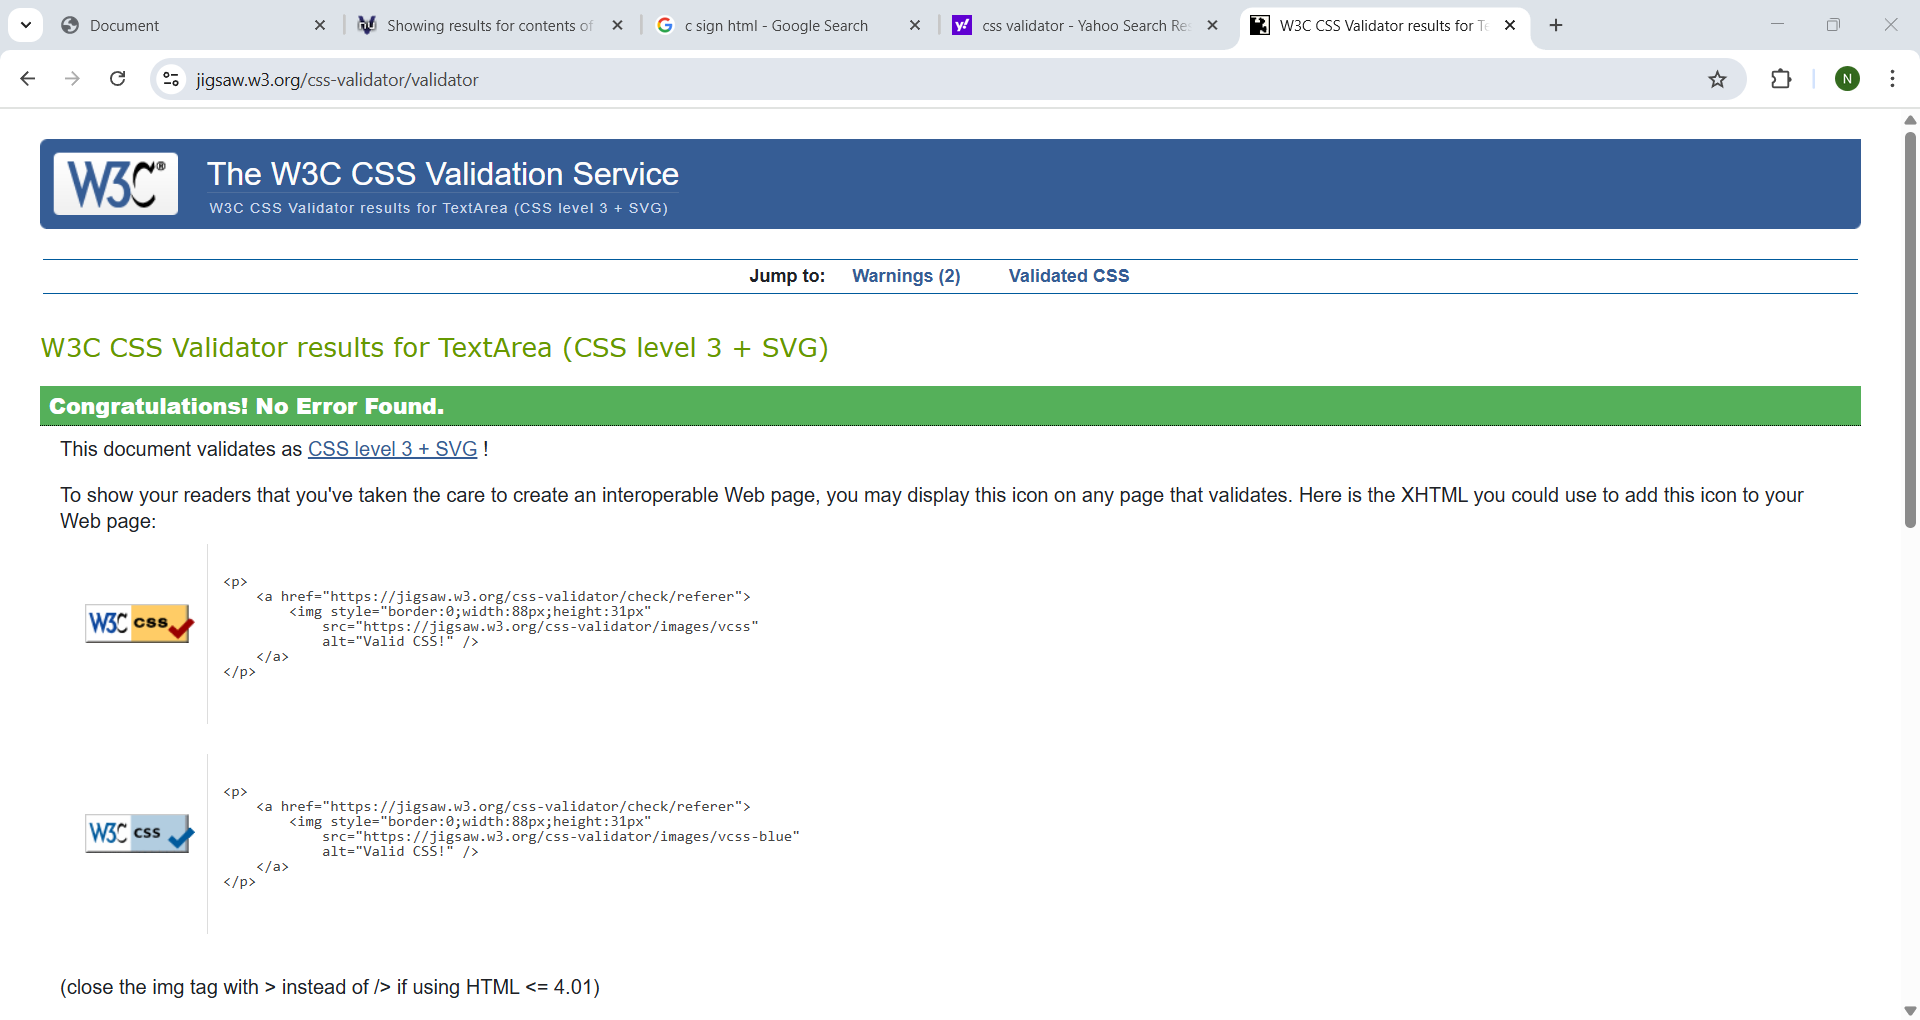 Document
Showing results for contents of
c sign html - Google Search
css validator - Yahoo Search Re
W3C CSS Validator results for Te
jigsaw.w3.org/css-validator/validator
N
W3C®
The W3C CSS Validation Service
W3C CSS Validator results for TextArea (CSS level 3 + SVG)
Jump to: Warnings (2) Validated CSS
W3C CSS Validator results for TextArea (CSS level 3 + SVG)
Congratulations! No Error Found.
This document validates as CSS level 3 + SVG !
To show your readers that you've taken the care to create an interoperable Web page, you may display this icon on any page that validates. Here is the XHTML you could use to add this icon to your
Web page:
W3C css
<p>
<a href="https://jigsaw.w3.org/css-validator/check/referer">
<img style="border:0;width:88px;height:31px"
src="https://jigsaw.w3.org/css-validator/images/vcss"
alt="Valid CSS!" />
</a>
</p>
W3C css
<p>
<a href="https://jigsaw.w3.org/css-validator/check/referer">
<img style="border:0;width:88px;height:31px"
src="https://jigsaw.w3.org/css-validator/images/vcss-blue"
alt="Valid CSS!" />
</a>
</p>
(close the img tag with > instead of /> if using HTML <= 4.01)